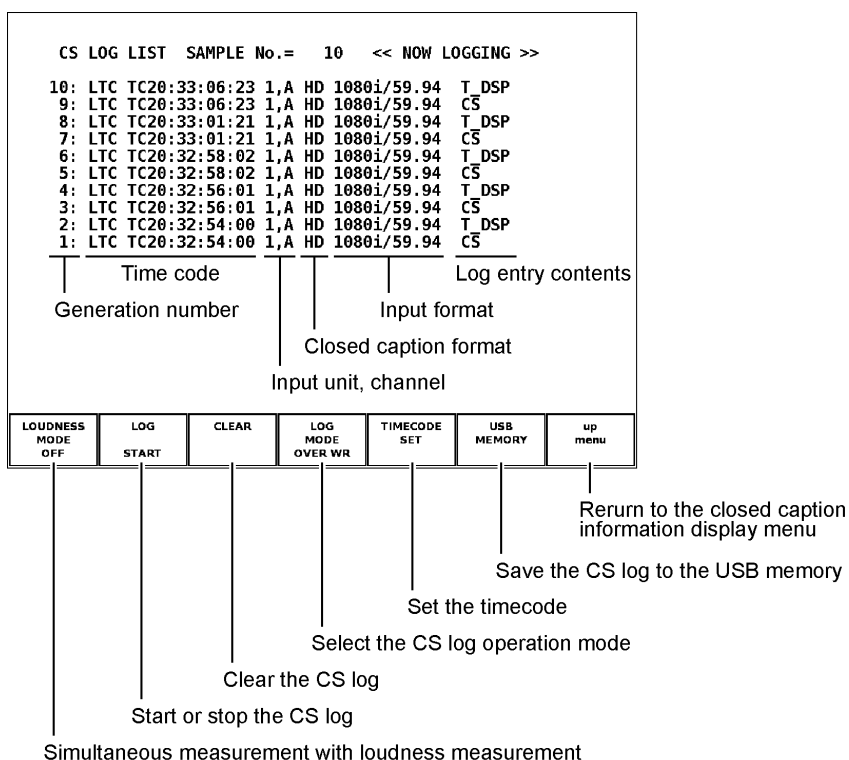 CS LOG LIST SAMPLE No.= 10 << NOW LOGGING >>
10: LTC TC20:33:06:23 1,A HD 1080i/59.94 T_DSP
9: LTC TC20:33:06:23 1,A HD 1080i/59.94 CS
8: LTC TC20:33:01:21 1,A HD 1080i/59.94 T_DSP
7: LTC TC20:33:01:21 1,A HD 1080i/59.94 CS
6: LTC TC20:32:58:02 1,A HD 1080i/59.94 T_DSP
5: LTC TC20:32:58:02 1,A HD 1080i/59.94 CS
4: LTC TC20:32:56:01 1,A HD 1080i/59.94 T_DSP
3: LTC TC20:32:56:01 1,A HD 1080i/59.94 CS
2: LTC TC20:32:54:00 1,A HD 1080i/59.94 T_DSP
1: LTC TC20:32:54:00 1,A HD 1080i/59.94 CS
Time code
Log entry contents
Generation number
Input format
Closed caption format
Input unit, channel
LOUDNESS
MODE
OFF
LOG
START
CLEAR
LOG
MODE
OVER WR
TIMECODE
SET
USB
MEMORY
up
menu
Rerurn to the closed caption
information display menu
Save the CS log to the USB memory
Set the timecode
Select the CS log operation mode
Clear the CS log
Start or stop the CS log
Simultaneous measurement with loudness measurement